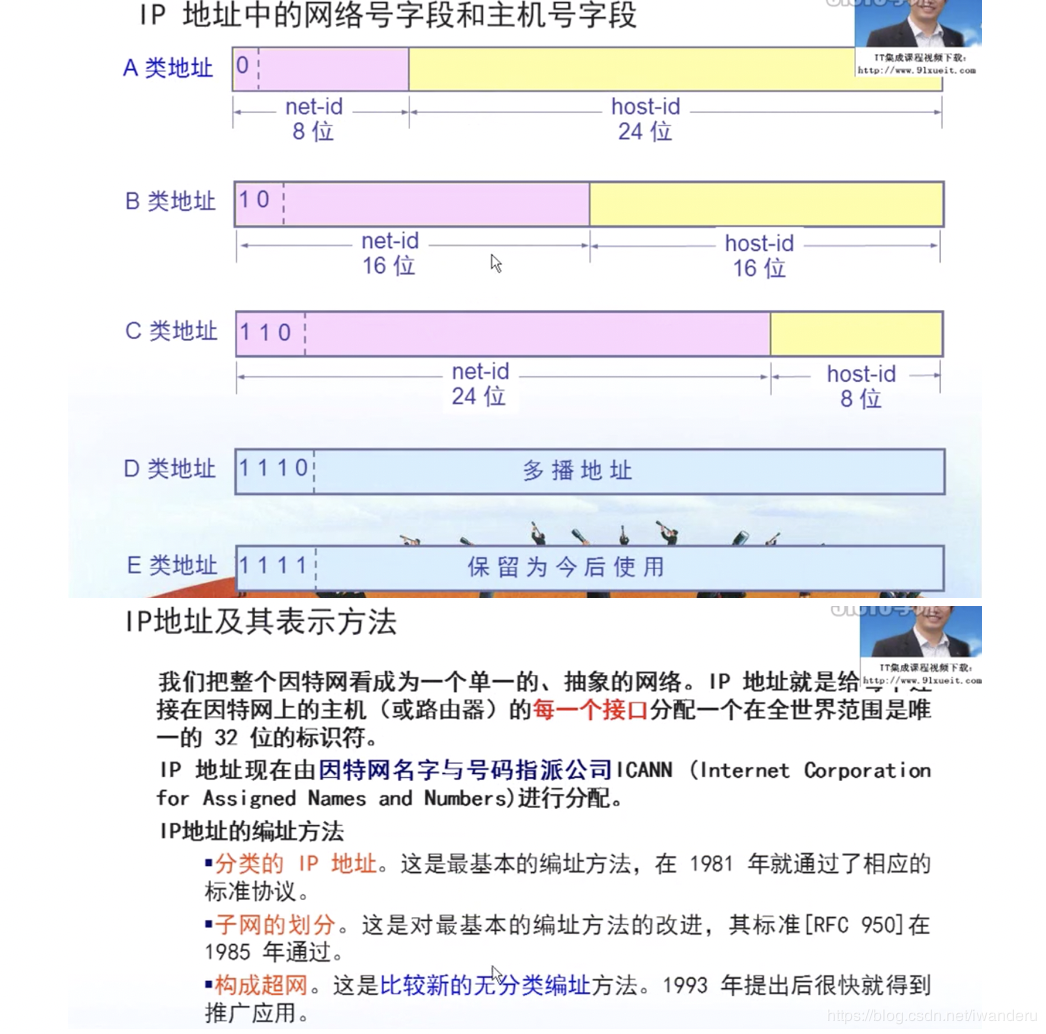 IP 地址中的网络号字段和主机号字段
IT集成课程视频下载:
http://www.91xueit.com
A 类地址
0
net-id
8 位
host-id
24 位
B 类地址
1 0
net-id
16 位
host-id
16 位
C 类地址
1 1 0
net-id
24 位
host-id
8 位
D 类地址
1 1 1 0
多播地址
E 类地址
1 1 1 1
保留为今后使用
IP地址及其表示方法
IT集成课程视频下载:
http://www.91xueit.com
我们把整个因特网看成为一个单一的、抽象的网络。IP 地址就是给
接在因特网上的主机（或路由器）的每一个接口分配一个在全世界范围是唯
一的 32 位的标识符。
IP 地址现在由因特网名字与号码指派公司ICANN (Internet Corporation
for Assigned Names and Numbers)进行分配。
IP地址的编址方法
▪分类的 IP 地址。这是最基本的编址方法，在 1981 年就通过了相应的
标准协议。
▪子网的划分。这是对最基本的编址方法的改进，其标准[RFC 950]在
1985 年通过。
▪构成超网。这是比较新的无分类编址方法。1993 年提出后很快就得到
推广应用。
https://blog.csdn.net/iwanderu